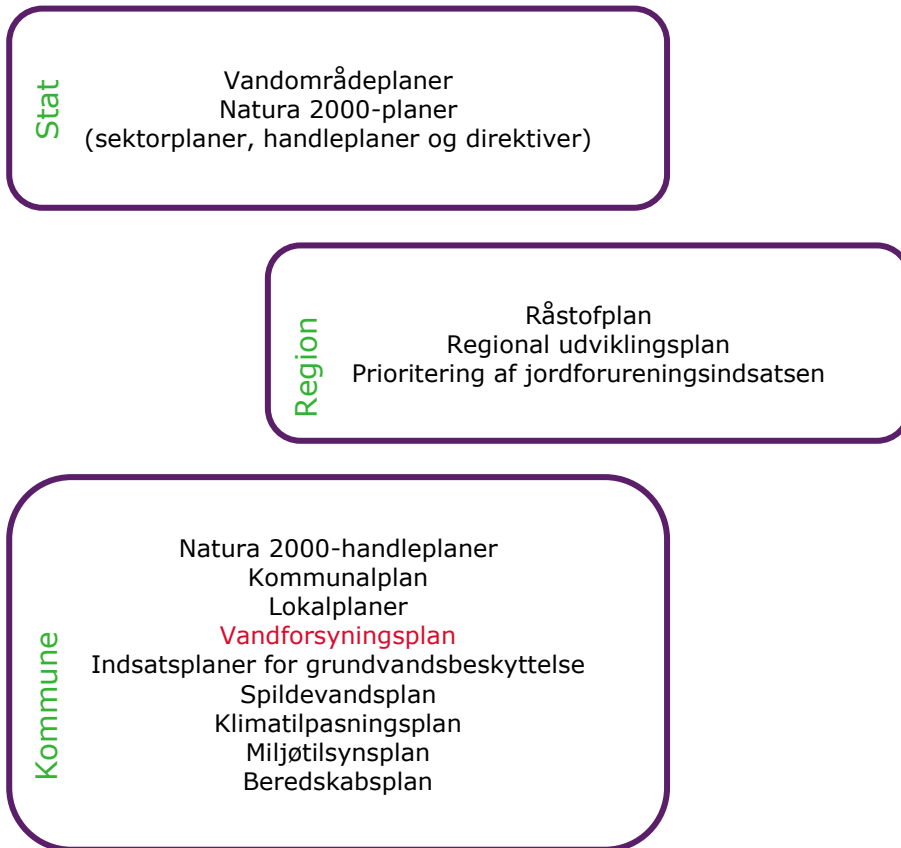 Stat
Vandområdeplaner
Natura 2000-planer
(sektorplaner, handleplaner og direktiver)
Region
Råstofplan
Regional udviklingsplan
Prioritering af jordforureningsindsatsen
Kommune
Natura 2000-handleplaner
Kommunalplan
Lokalplaner
Vandforsyningsplan
Indsatsplaner for grundvandsbeskyttelse
Spildevandsplan
Klimatilpasningsplan
Miljøtilsynsplan
Beredskabsplan